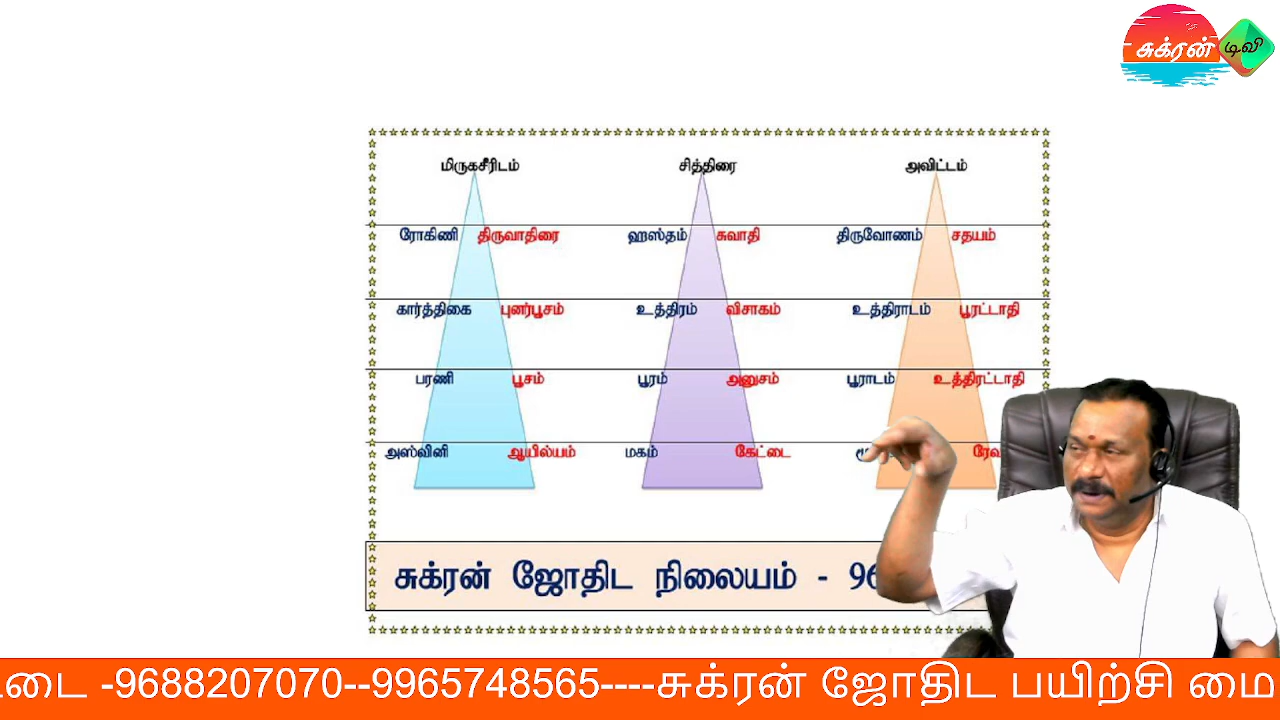 சுக்ரன் டிவி
மிருகசீரிடம் சித்திரை அவிட்டம்
ரோகிணி திருவாதிரை ஹஸ்தம் சுவாதி திருவோணம் சதயம்
கார்த்திகை புனர்பூசம் உத்திரம் விசாகம் உத்திராடம் பூரட்டாதி
பரணி பூசம் பூரம் அனுசம் பூராடம் உத்திரட்டாதி
அஸ்வினி ஆயில்யம் மகம் கேட்டை
சுக்ரன் ஜோதிட நிலையம் - 96
டை -9688207070--9965748565----சுக்ரன் ஜோதிட பயிற்சி மை